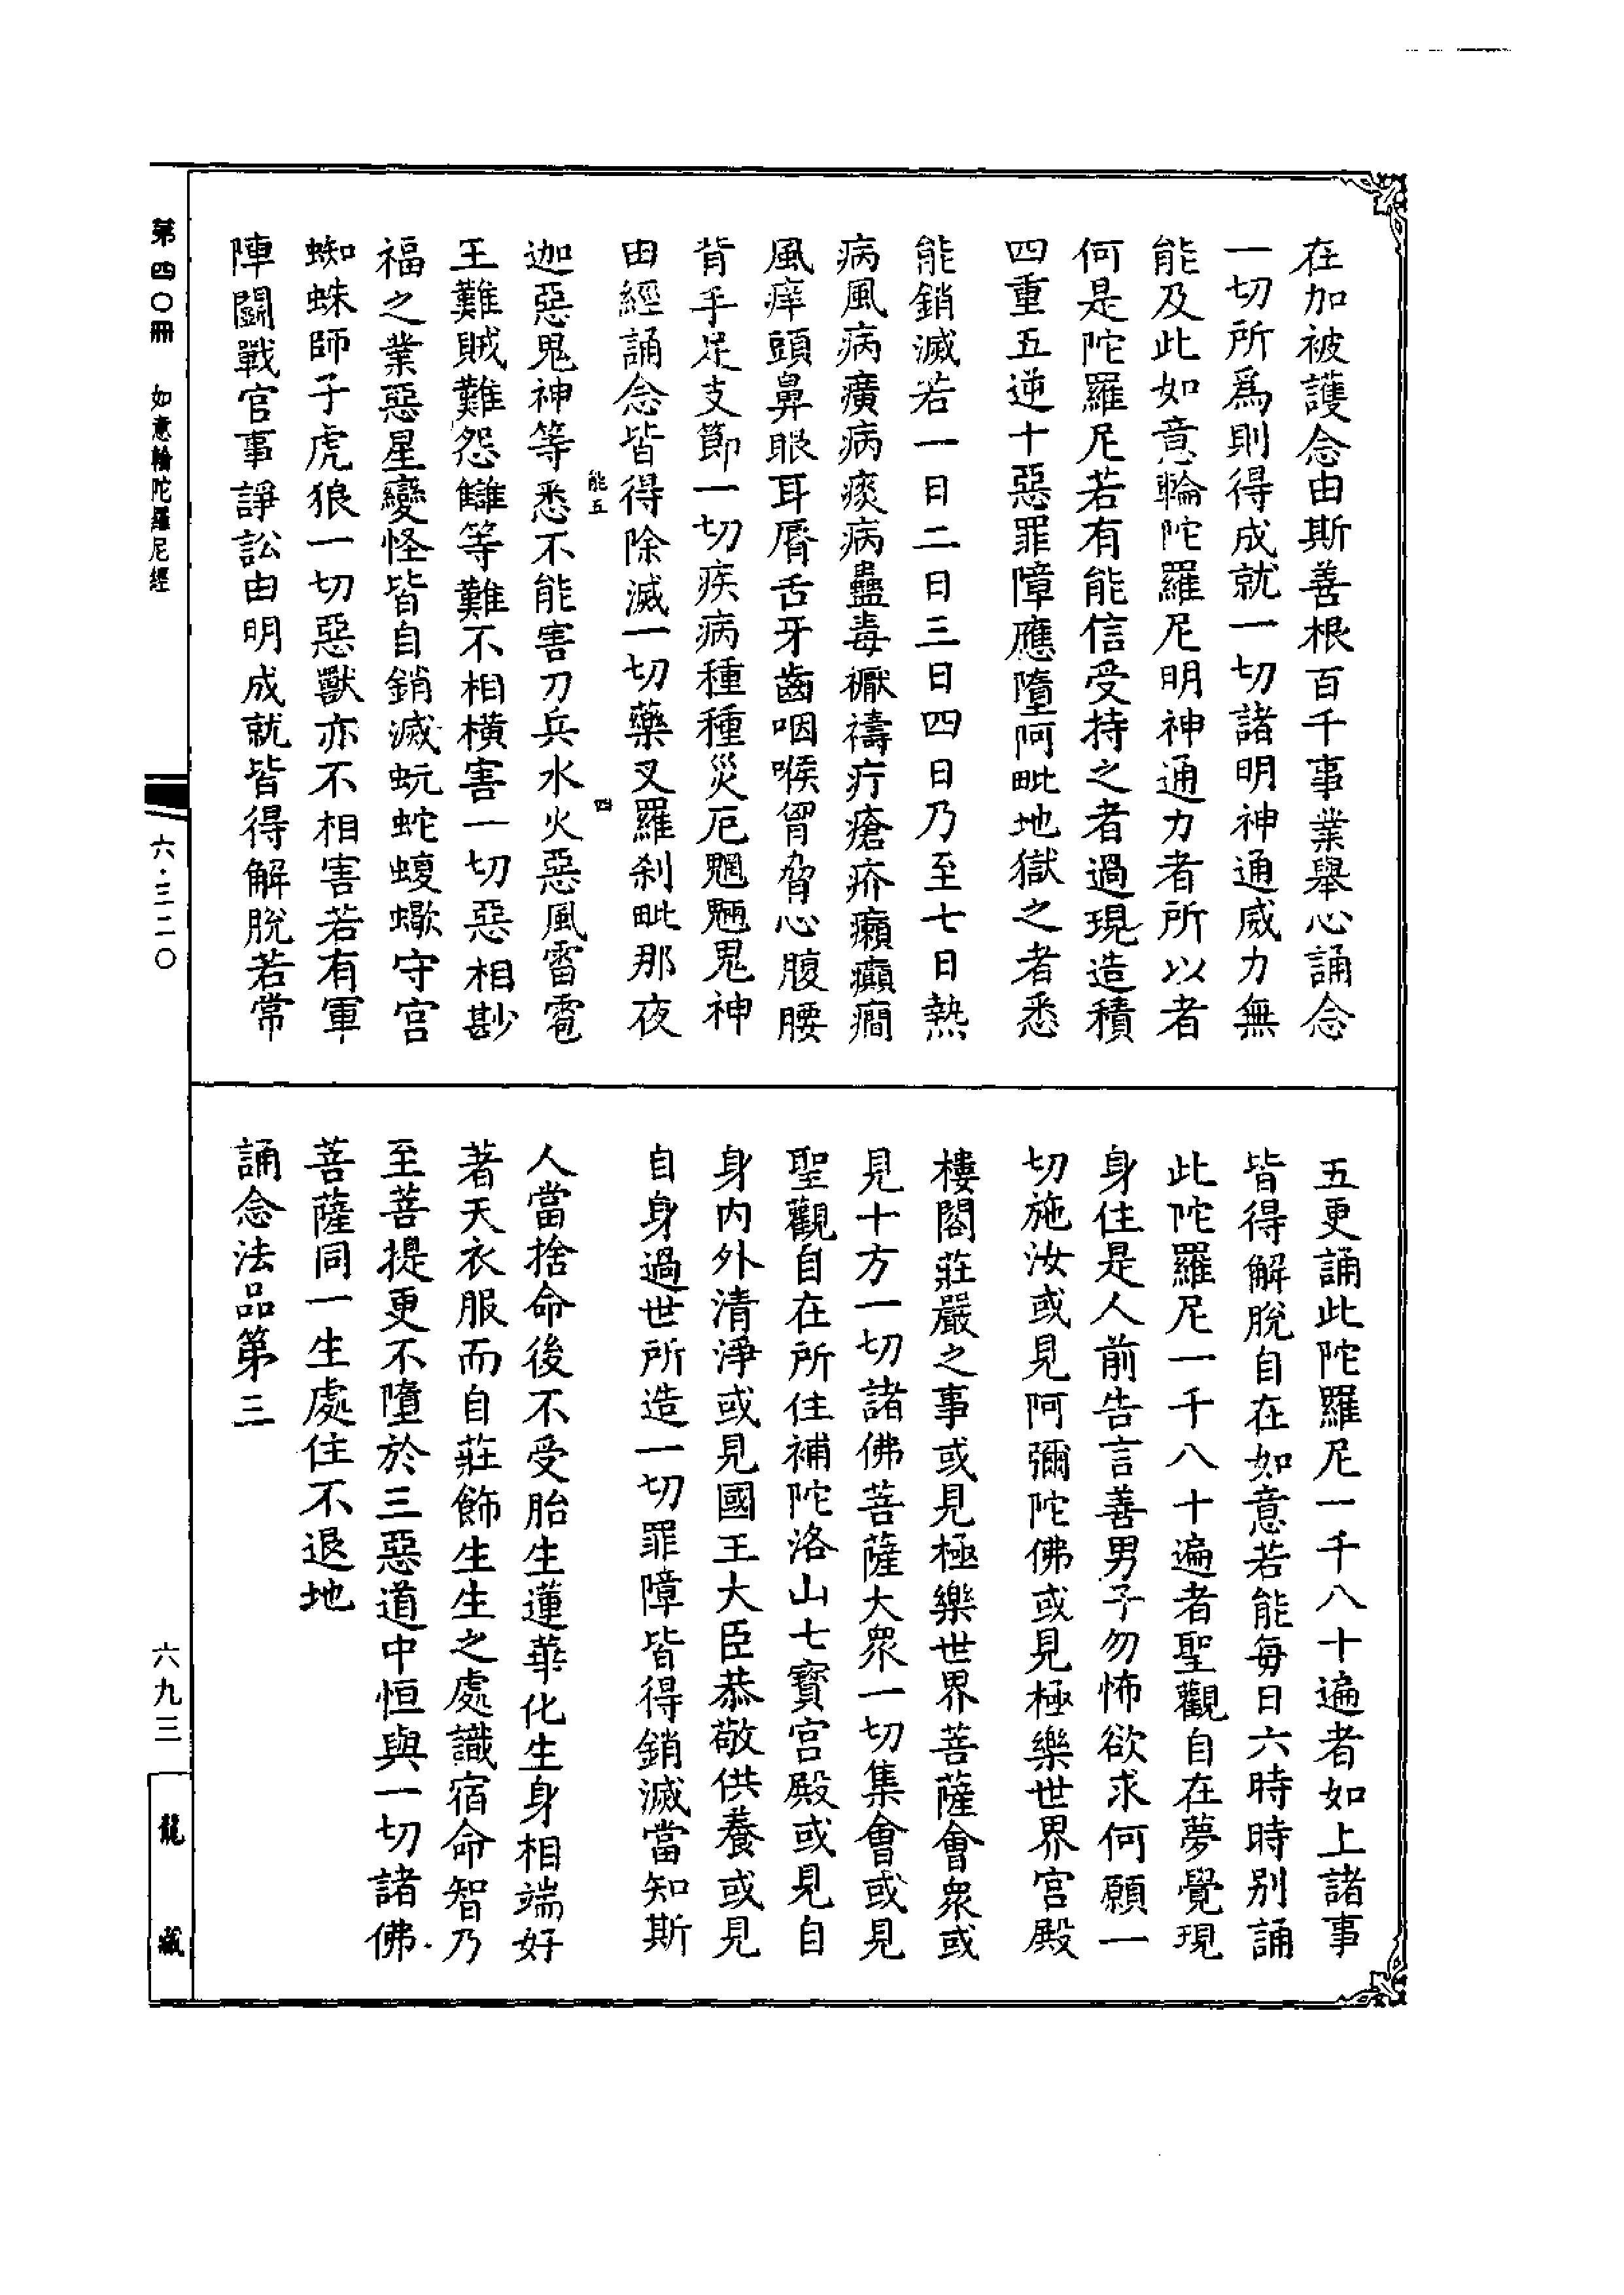 在加被護念由斯善根百千事業舉心誦念
一切所爲則得成就一切諸明神通威力無
能及此如意輪陀羅尼明神通力者所以者
何是陀羅尼若有能信受持之者過現造積
四重五逆十惡罪障應墮阿毗地獄之者悉
能銷滅若一日二日三日四日乃至七日熱
病風病癀病痰病蠱毒禱疔瘡疥癩癲癇
風痒頭鼻眼耳脣舌牙齒咽喉胷脅心腹腰
背手足支節一切疾病種種災厄魍魎鬼神
由經誦念皆得除滅一切藥叉羅刹毗那夜
能五
四
迦惡鬼神等悉不能害刀兵水火惡風雷雹
王難賊難怨讎等難不相橫害一切惡相尠
福之業惡星變怪皆自銷滅蚖蛇蝮蠍守宮
蜘蛛師子虎狼一切惡獸亦不相害若有軍
陣鬬戰官事諍訟由明成就皆得解脫若常
五更誦此陀羅尼一千八十遍者如上諸事
皆得解脫自在如意若能每日六時時別誦
此陀羅尼一千八十遍者聖觀自在夢覺現
身住是人前告言善男子勿怖欲求何願一
切施汝或見阿彌陀佛或見極樂世界宮殿
樓閣莊嚴之事或見極樂世界菩薩會眾或
見十方一切諸佛菩薩大眾一切集會或見
聖觀自在所住補陀洛山七寶宮殿或見自
身內外清淨或見國王大臣恭敬供養或見
自身過世所造一切罪障皆得銷滅當知斯
人當捨命後不受胎生蓮華化生身相端好
著天衣服而自莊飾生生之處識宿命智乃
至菩提更不墮於三惡道中恒與一切諸佛
菩薩同一生處住不退地
誦念法品第三
第四〇冊 如意輪陀羅尼經
六·三二〇
六九三
龍藏